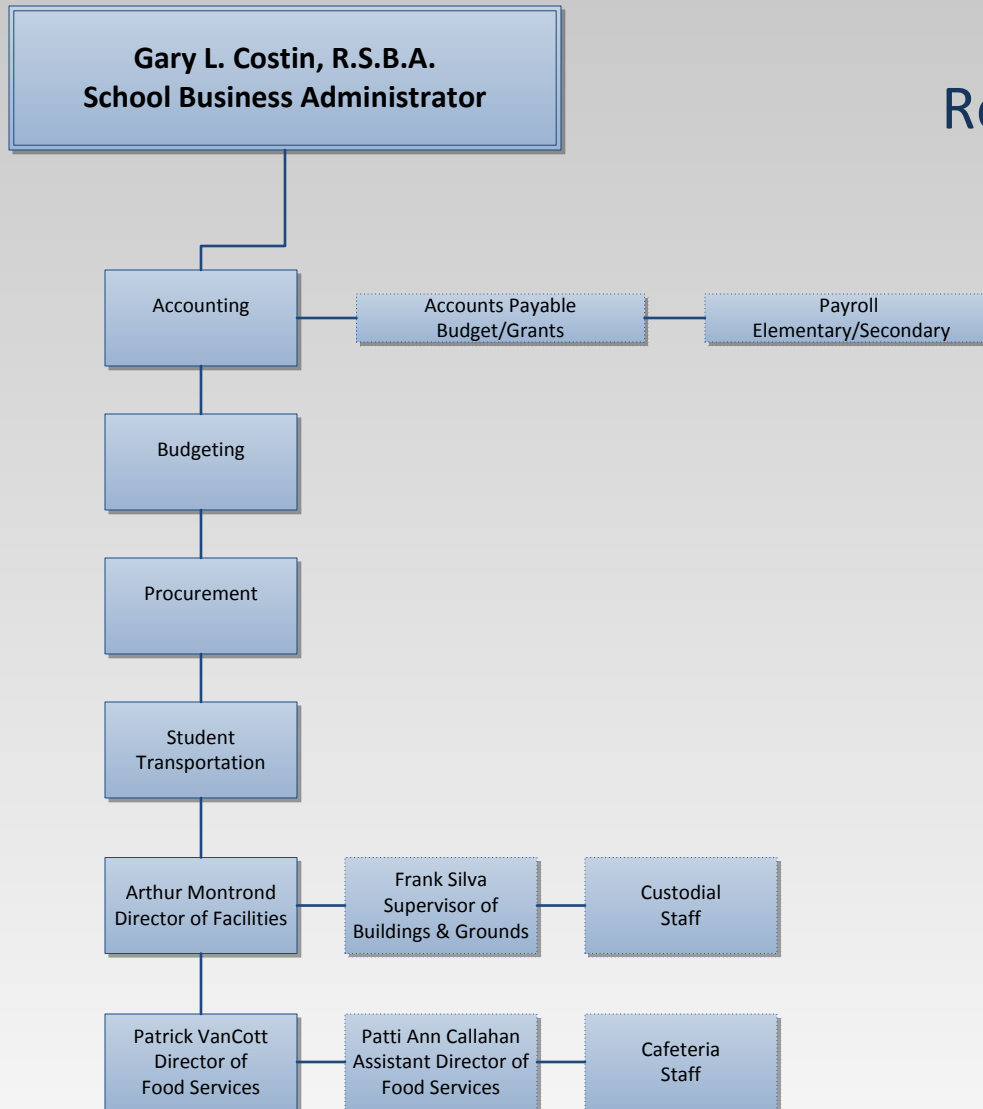 Gary L. Costin, R.S.B.A.
School Business Administrator
Accounting
Accounts Payable
Budget/Grants
Payroll
Elementary/Secondary
Budgeting
Procurement
Student
Transportation
Arthur Montrond
Director of Facilities
Frank Silva
Supervisor of
Buildings & Grounds
Custodial
Staff
Patrick VanCott
Director of
Food Services
Patti Ann Callahan
Assistant Director of
Food Services
Cafeteria
Staff